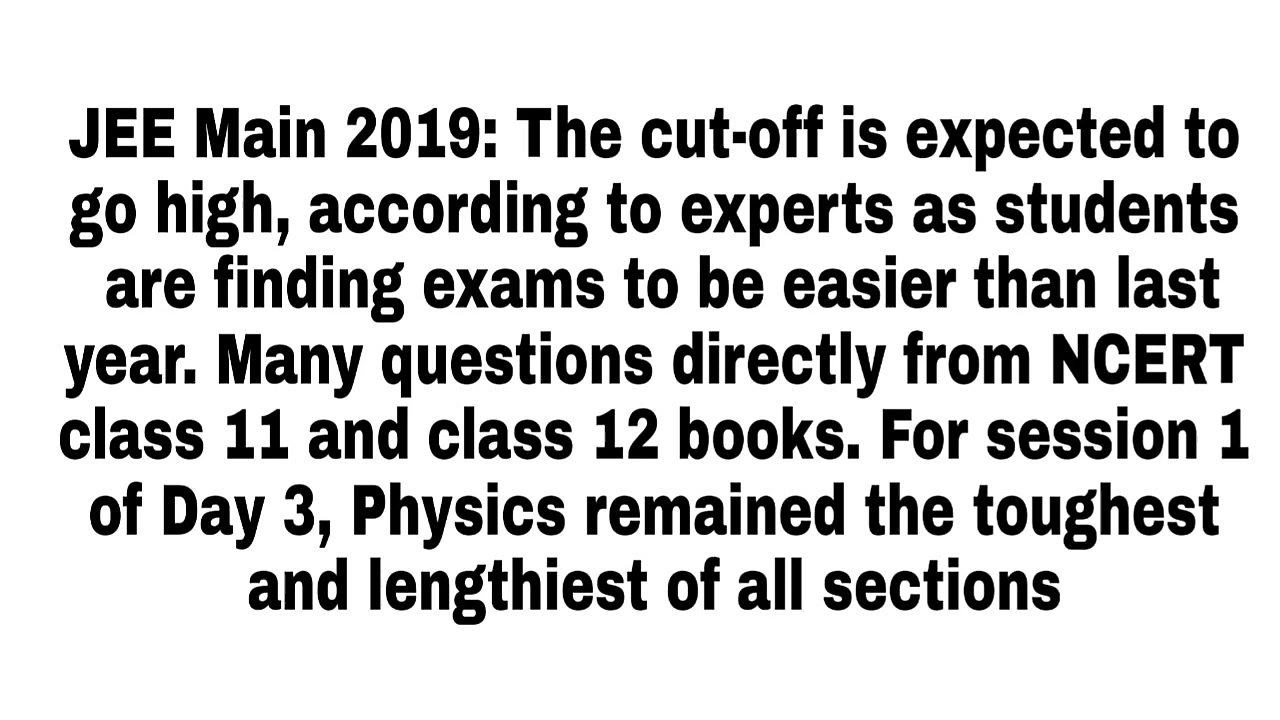 JEE Main 2019: The cut-off is expected to
go high, according to experts as students
are finding exams to be easier than last
year. Many questions directly from NCERT
class 11 and class 12 books. For session 1
of Day 3, Physics remained the toughest
and lengthiest of all sections